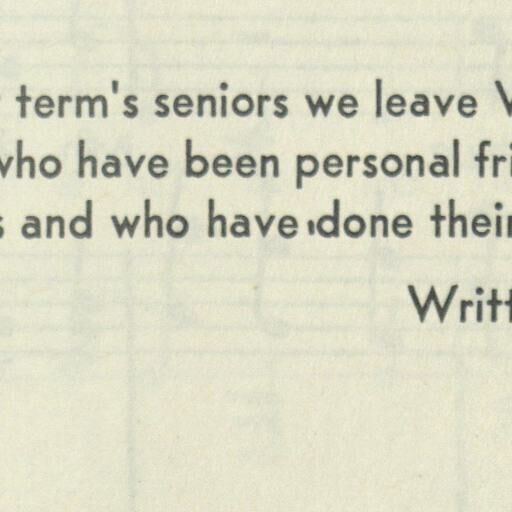 term's seniors we leave
who have been personal fri
s and who have done their
Writt